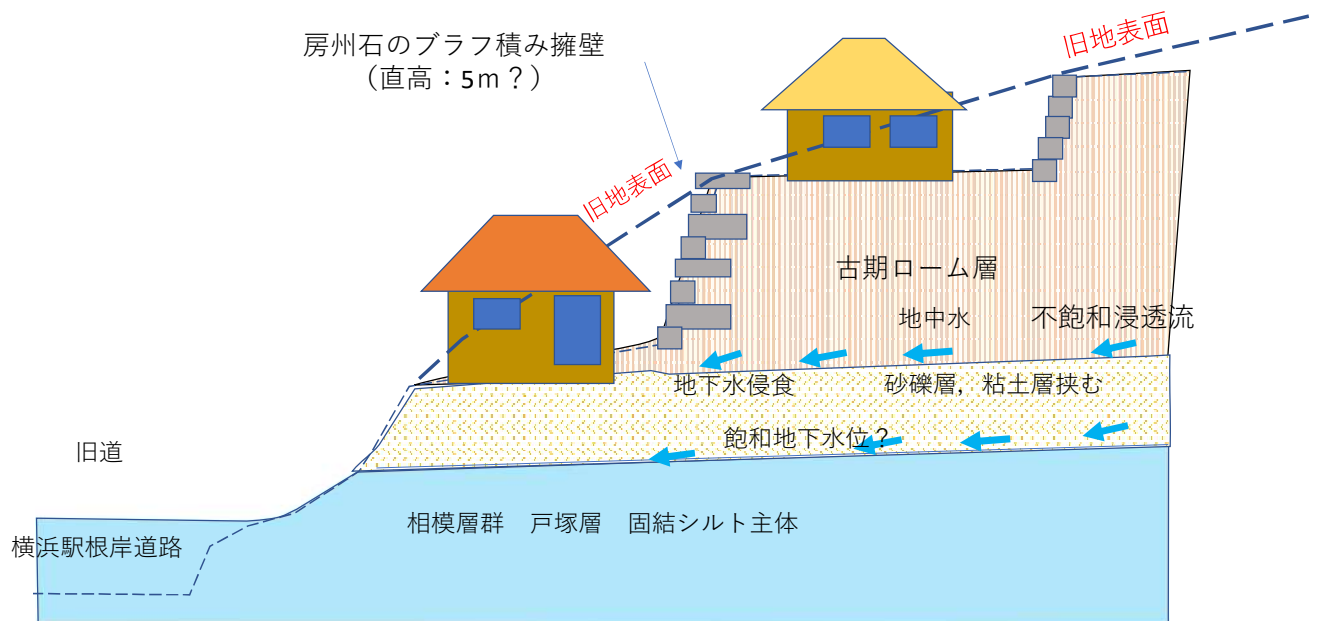 旧地表面
房州石のブラフ積み擁壁
（直高：5ｍ？）
旧地表面
古期ローム層
地中水
不飽和浸透流
地下水侵食
砂礫層，粘土層挟む
飽和地下水位？
旧道
相模層群　戸塚層　固結シルト主体
横浜駅根岸道路